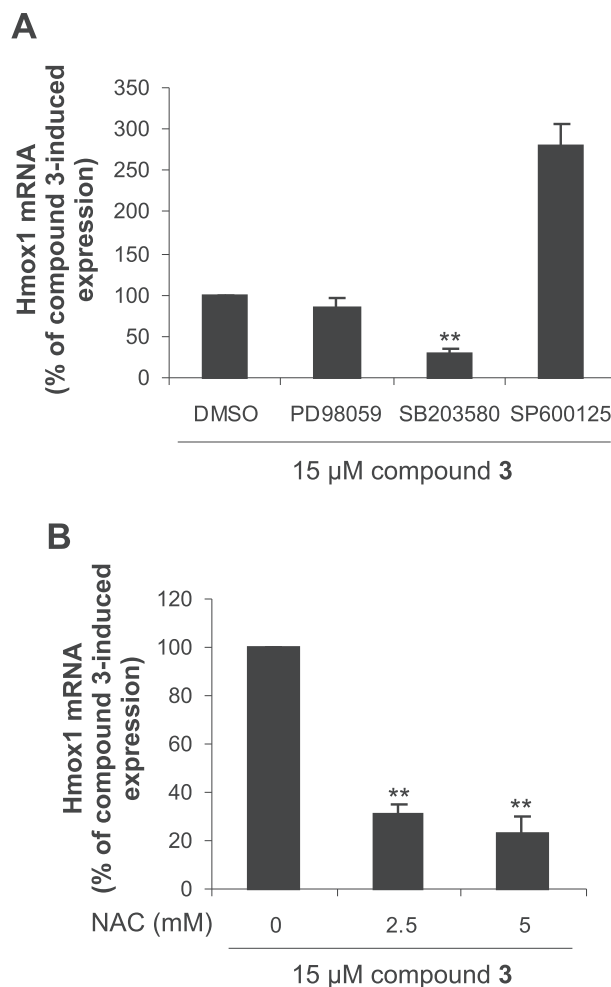 A
Hmox1 mRNA
(% of compound 3-induced
expression)
350
300
250
200
150
100
50
0
**
DMSO PD98059 SB203580 SP600125
15 µM compound 3
B
Hmox1 mRNA
(% of compound 3-induced
expression)
120
100
80
60
40
20
0
**
**
NAC (mM) 0 2.5 5
15 µM compound 3